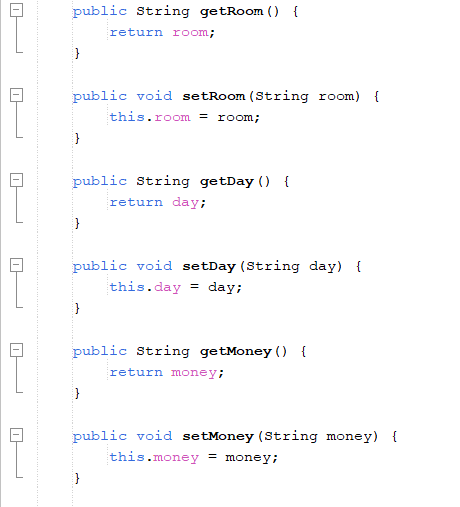 public String getRoom() {
return room;
}
public void setRoom(String room) {
this.room = room;
}
public String getDay() {
return day;
}
public void setDay(String day) {
this.day = day;
}
public String getMoney() {
return money;
}
public void setMoney(String money) {
this.money = money;
}